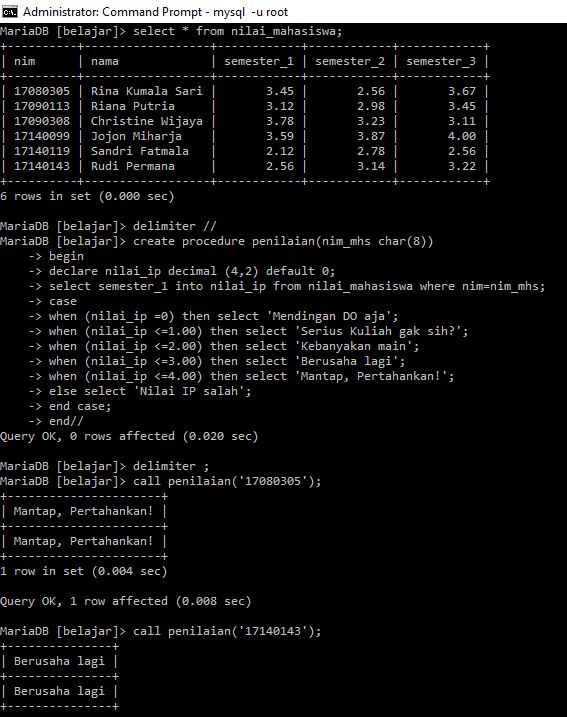 Administrator: Command Prompt - mysql  -u root
MariaDB [belajar]> select * from nilai_mahasiswa;
+----------+-----------------+------------+------------+------------+
| nim      | nama            | semester_1 | semester_2 | semester_3 |
+----------+-----------------+------------+------------+------------+
| 17080305 | Rina Kumala Sari |       3.45 |       2.56 |       3.67 |
| 17090113 | Riana Putria     |       3.12 |       2.98 |       3.45 |
| 17090308 | Christine Wijaya |       3.78 |       3.23 |       3.11 |
| 17140099 | Jojon Miharja    |       3.59 |       3.87 |       4.00 |
| 17140119 | Sandri Fatmala   |       2.12 |       2.78 |       2.56 |
| 17140143 | Rudi Permana     |       2.56 |       3.14 |       3.22 |
+----------+------------------+------------+------------+------------+
6 rows in set (0.000 sec)
MariaDB [belajar]> delimiter //
MariaDB [belajar]> create procedure penilaian(nim_mhs char(8))
    -> begin
    -> declare nilai_ip decimal (4,2) default 0;
    -> select semester_1 into nilai_ip from nilai_mahasiswa where nim=nim_mhs;
    -> case
    -> when (nilai_ip =0) then select 'Mendingan DO aja';
    -> when (nilai_ip <=1.00) then select 'Serius Kuliah gak sih?';
    -> when (nilai_ip <=2.00) then select 'Kebanyakan main';
    -> when (nilai_ip <=3.00) then select 'Berusaha lagi';
    -> when (nilai_ip <=4.00) then select 'Mantap, Pertahankan!';
    -> else select 'Nilai IP salah';
    -> end case;
    -> end//
Query OK, 0 rows affected (0.020 sec)
MariaDB [belajar]> delimiter ;
MariaDB [belajar]> call penilaian('17080305');
+----------------------+
| Mantap, Pertahankan! |
+----------------------+
| Mantap, Pertahankan! |
+----------------------+
1 row in set (0.004 sec)
Query OK, 1 row affected (0.008 sec)
MariaDB [belajar]> call penilaian('17140143');
+---------------+
| Berusaha lagi |
+---------------+
| Berusaha lagi |
+---------------+